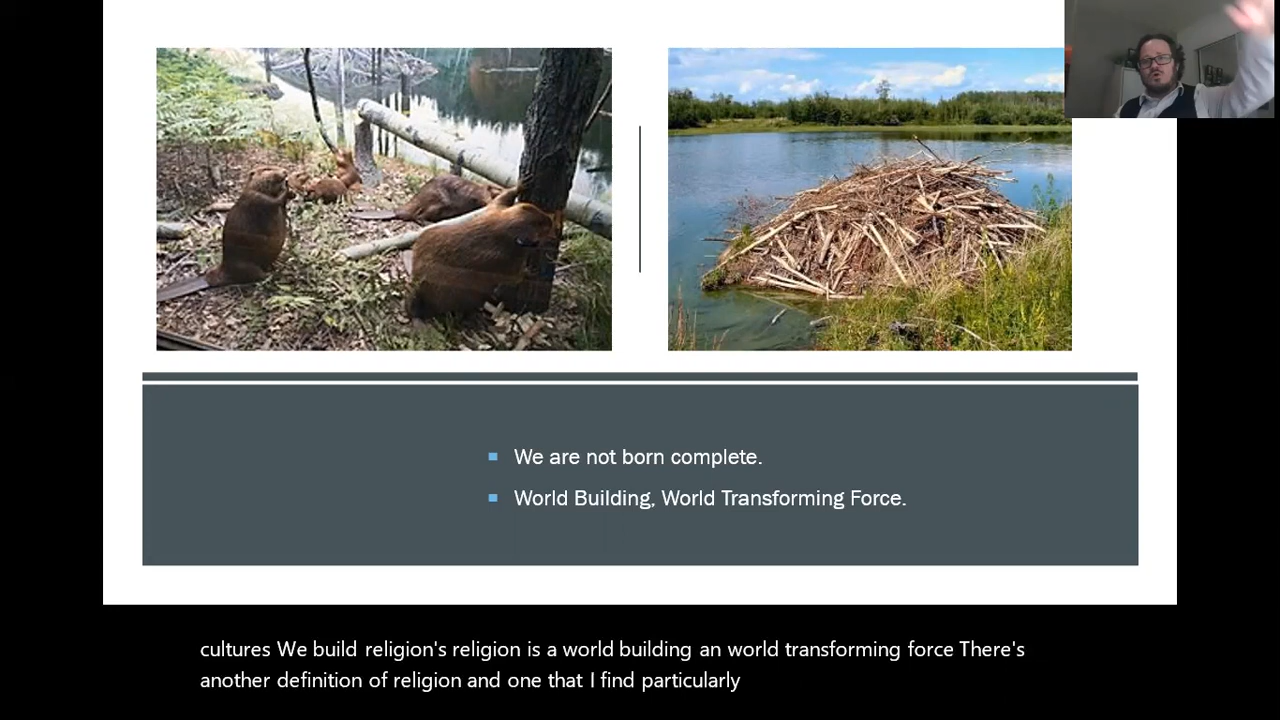 We are not born complete.
World Building, World Transforming Force.
cultures We build religion's religion is a world building an world transforming force There's
another definition of religion and one that I find particularly